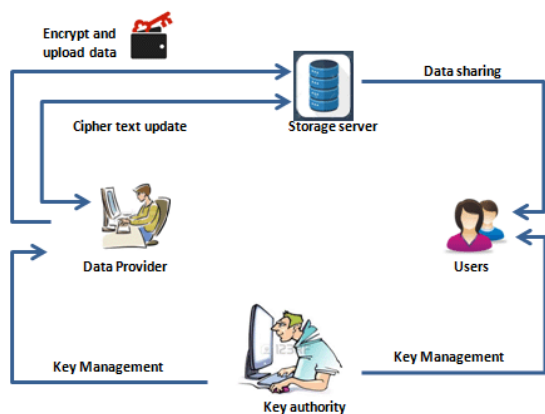 Encrypt and
upload data
Data sharing
Cipher text update
Storage server
Data Provider
Users
Key Management
Key Management
Key authority